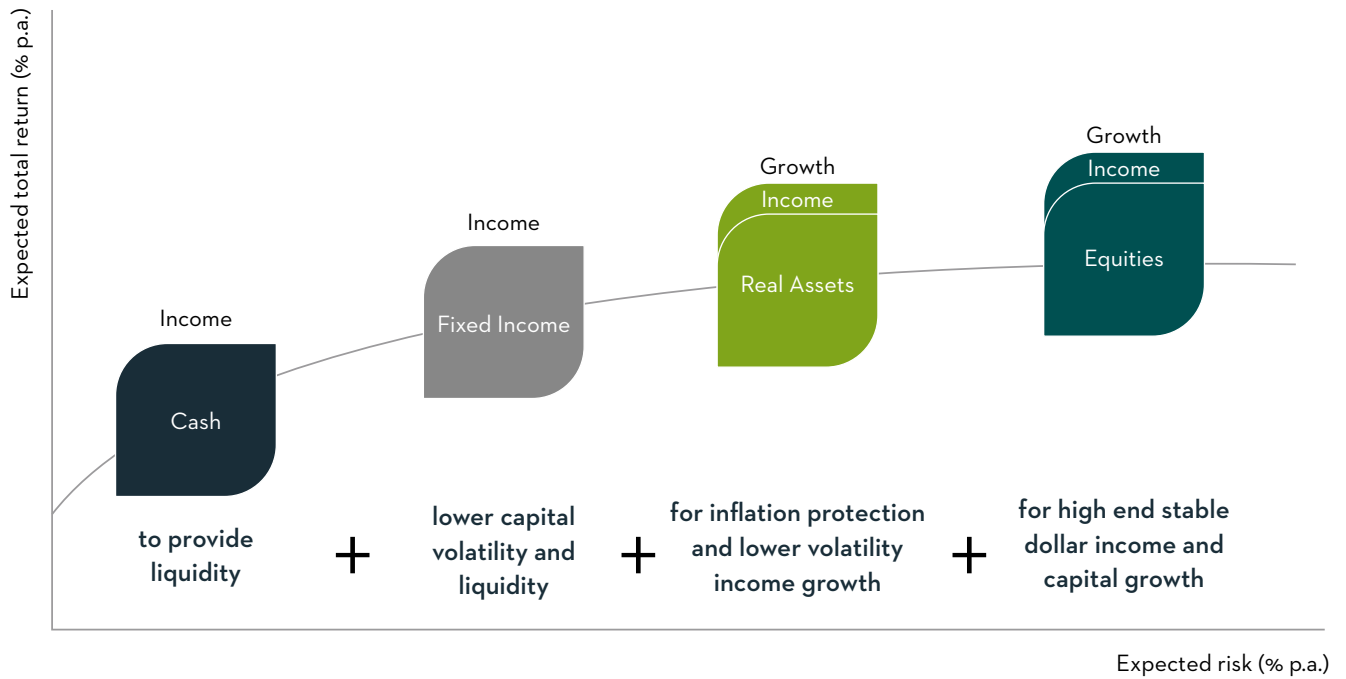 Expected total return (% p.a.)
Income
Cash
to provide
liquidity
Income
Fixed Income
lower capital
volatility and
liquidity
Growth
Income
Real Assets
for inflation protection
and lower volatility
income growth
Growth
Income
Equities
for high end stable
dollar income and
capital growth
+
+
+
Expected risk (% p.a.)